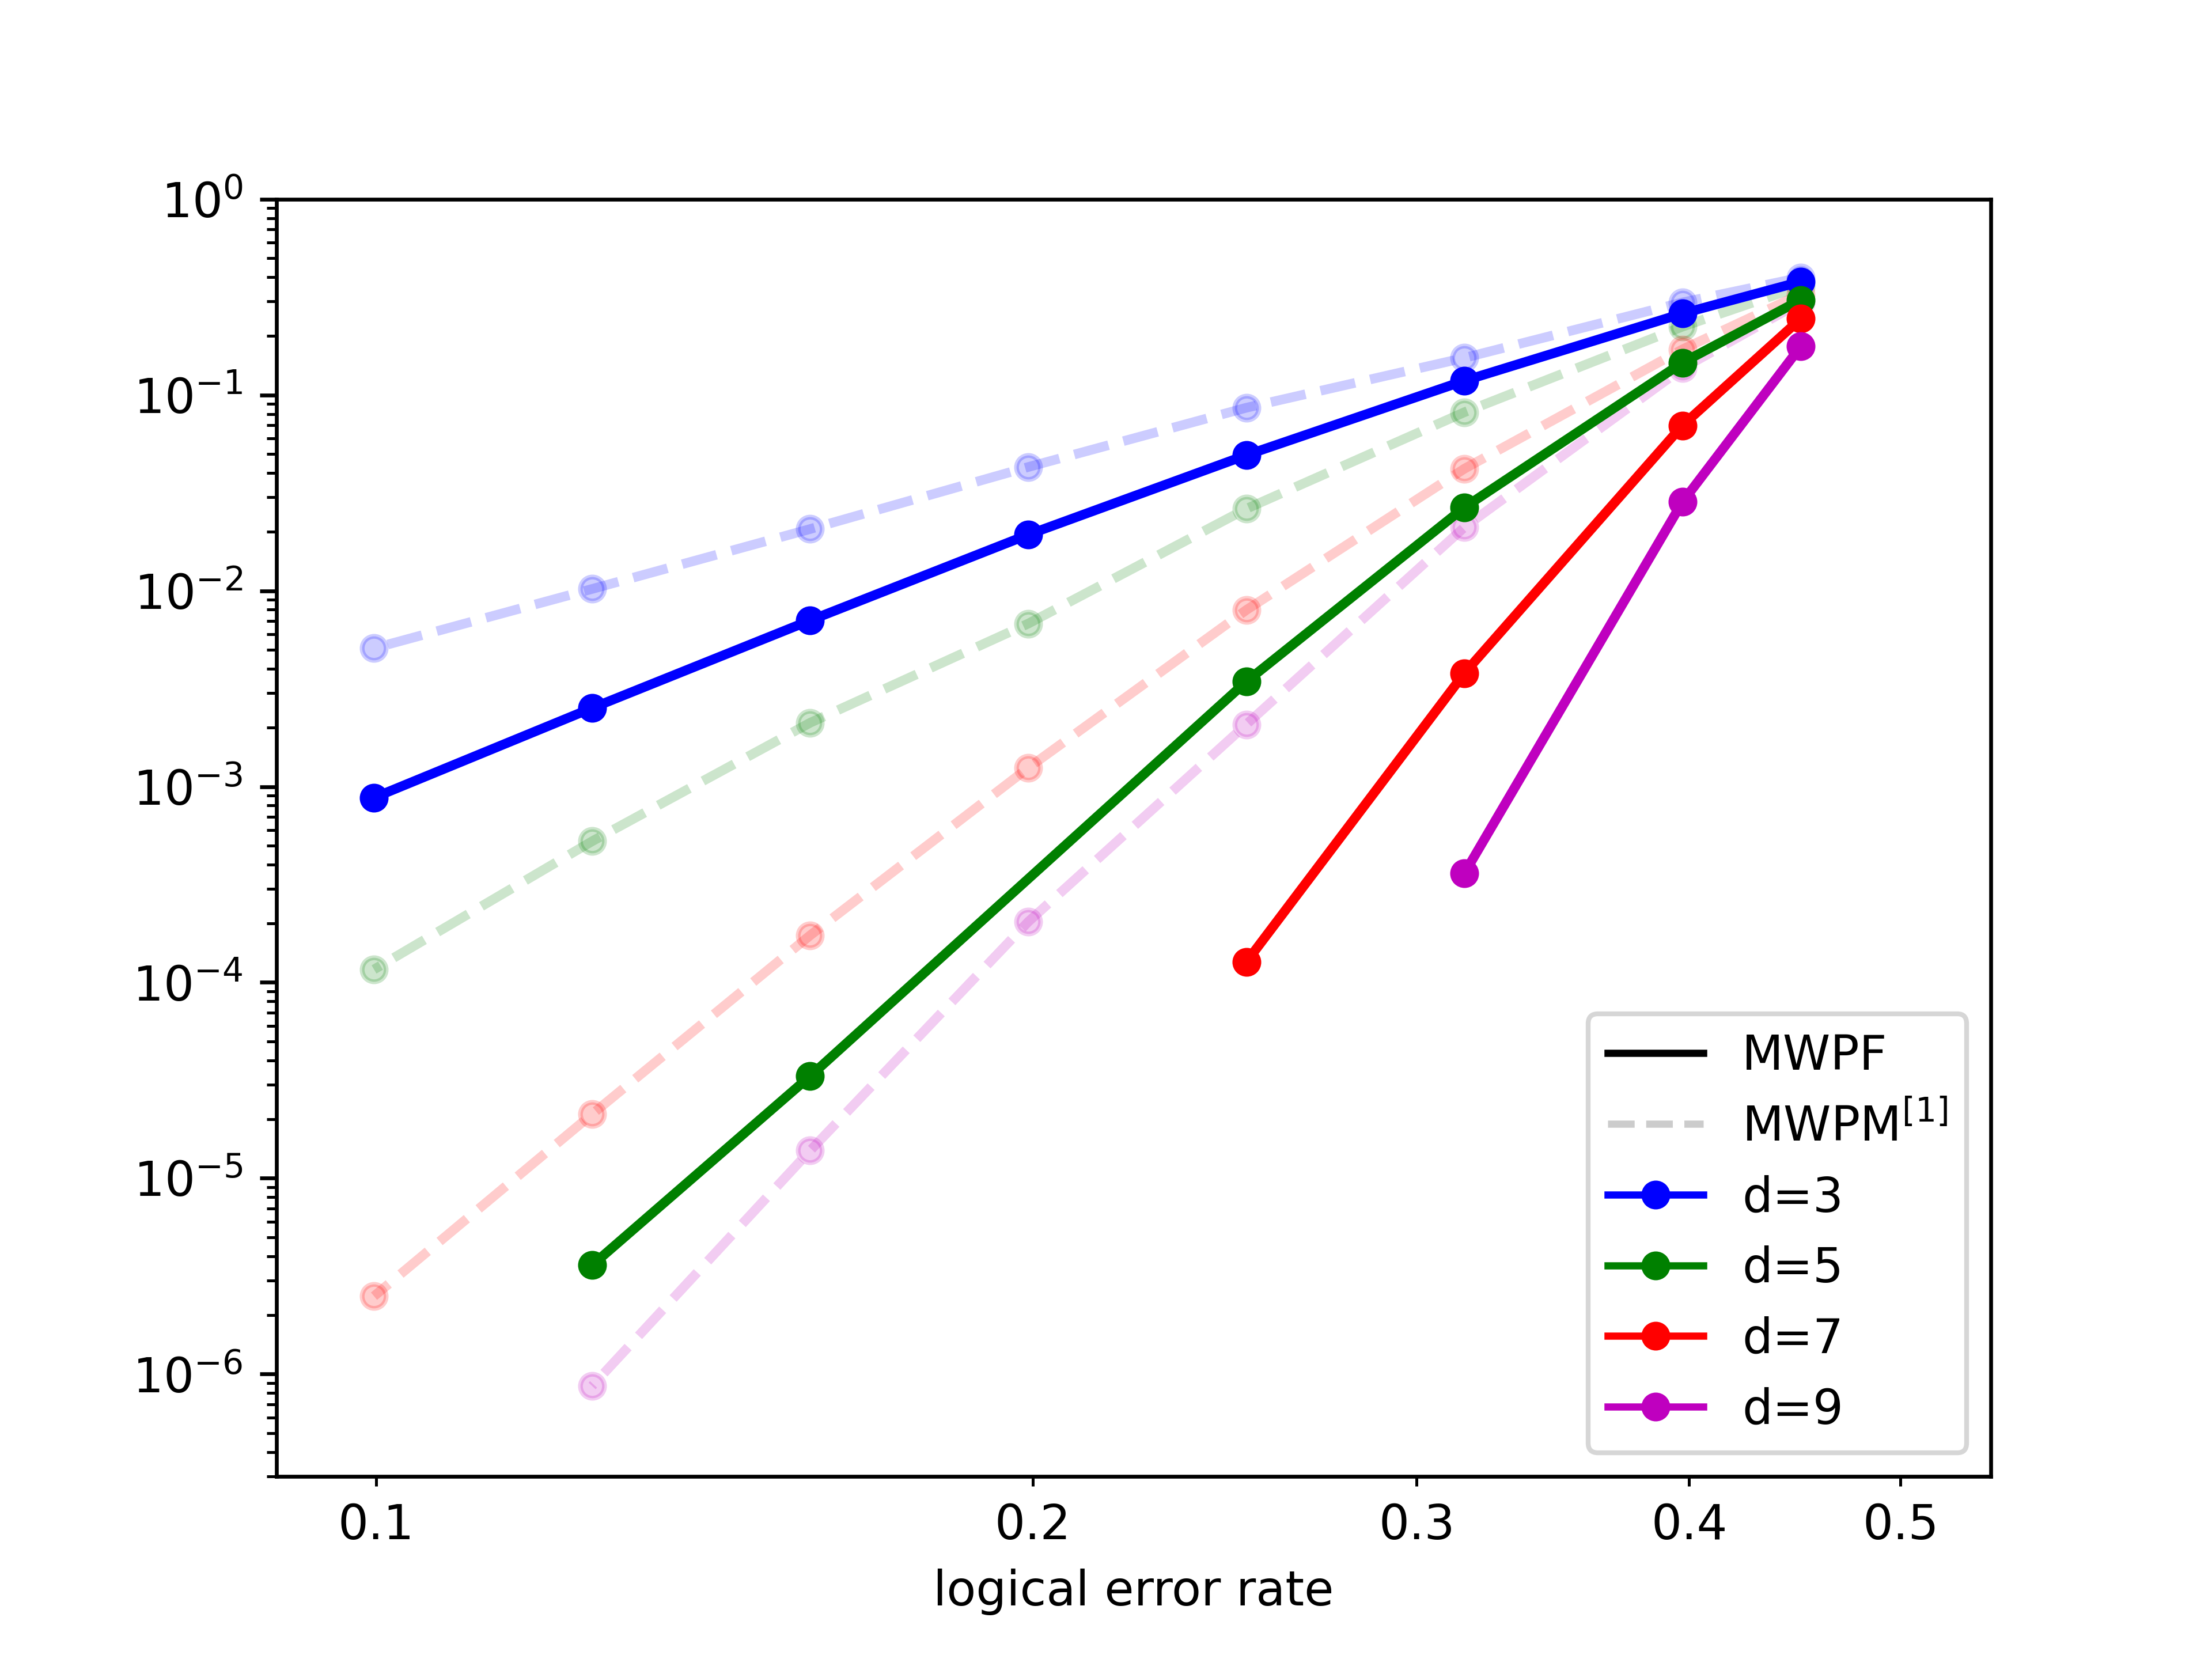 10⁰
10⁻¹
10⁻²
10⁻³
10⁻⁴
10⁻⁵
10⁻⁶
MWPF
MWPM[1]
d=3
d=5
d=7
d=9
0.1 0.2 0.3 0.4 0.5
logical error rate